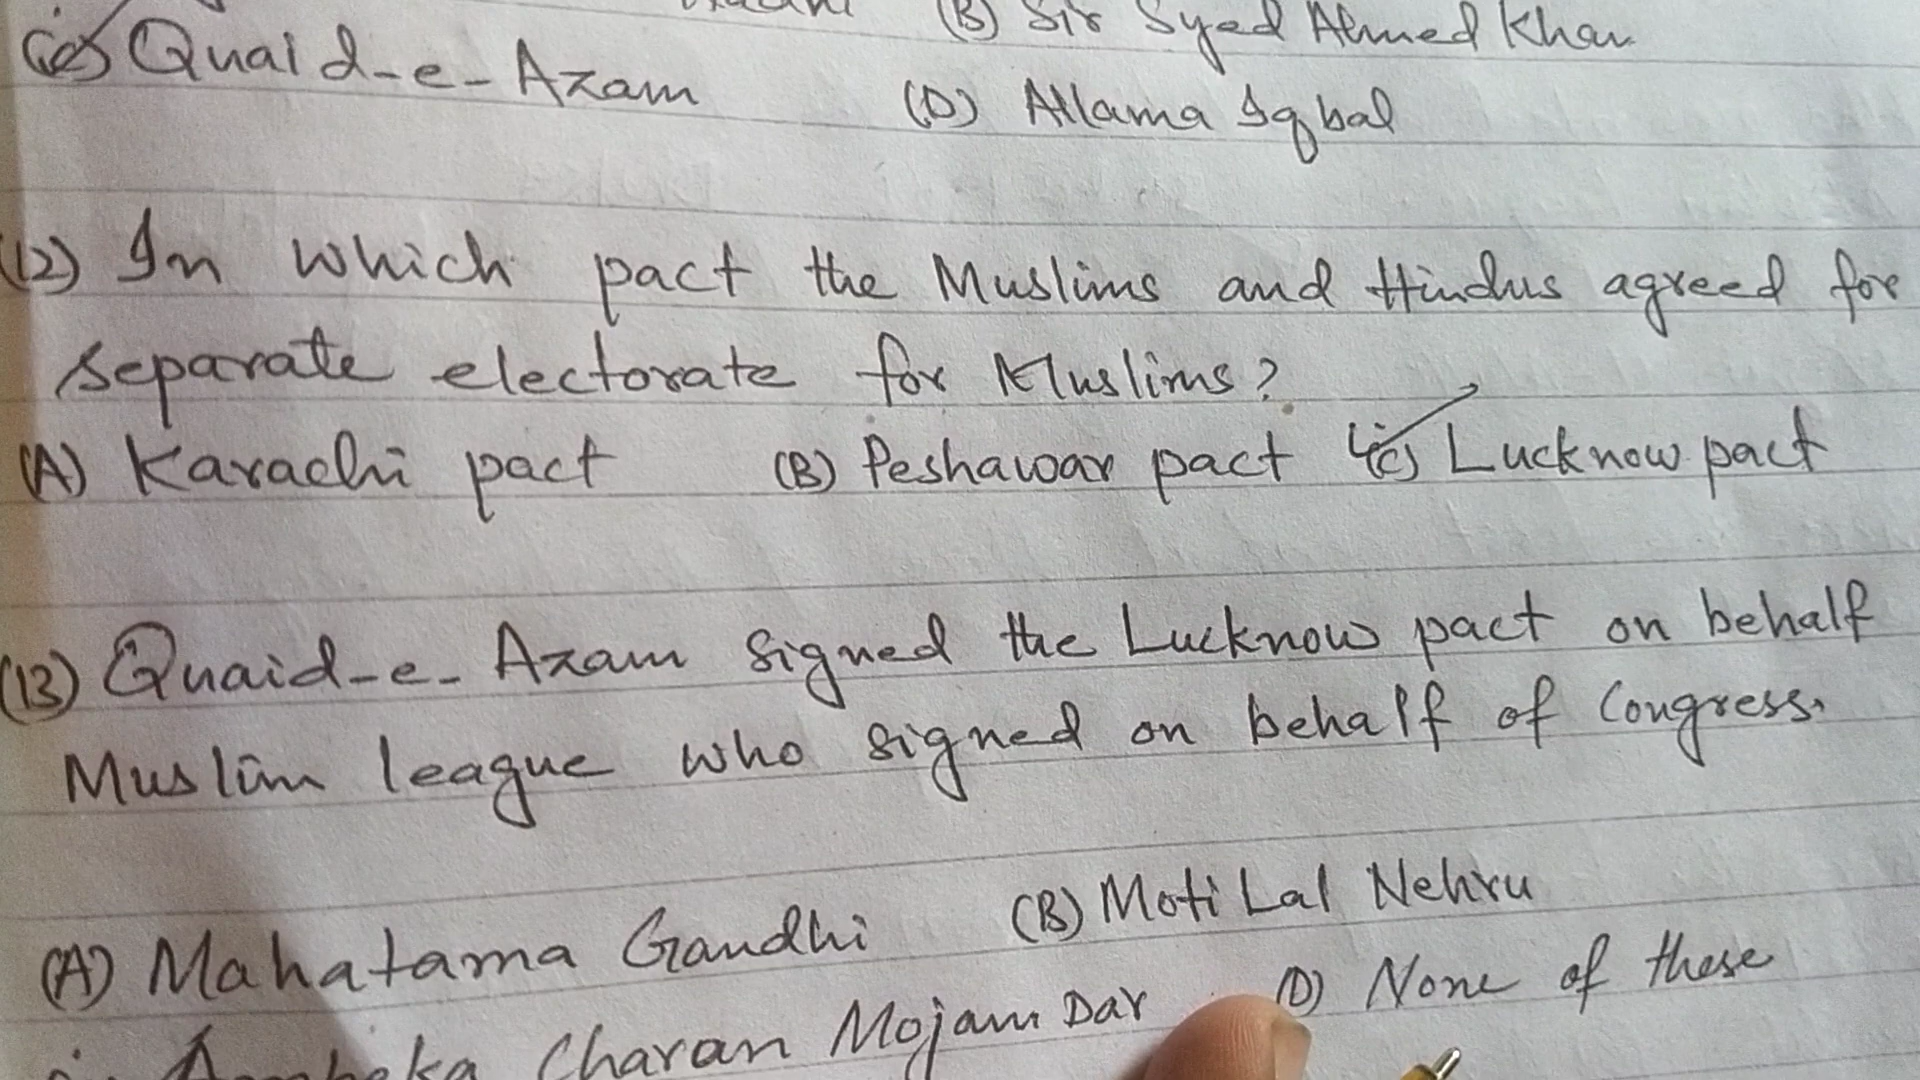 (B) Sir Syed Ahmed Khan
(c) Quaid-e-Azam (D) Allama Iqbal
(12) In which pact the Muslims and Hindus agreed for
separate electorate for Muslims?
(A) Karachi pact (B) Peshawar pact (c) Lucknow pact
(13) Quaid-e-Azam signed the Lucknow pact on behalf
Muslim league who signed on behalf of Congress.
(A) Mahatama Gandhi (B) Moti Lal Nehru
Charan Mojam Dar (D) None of these